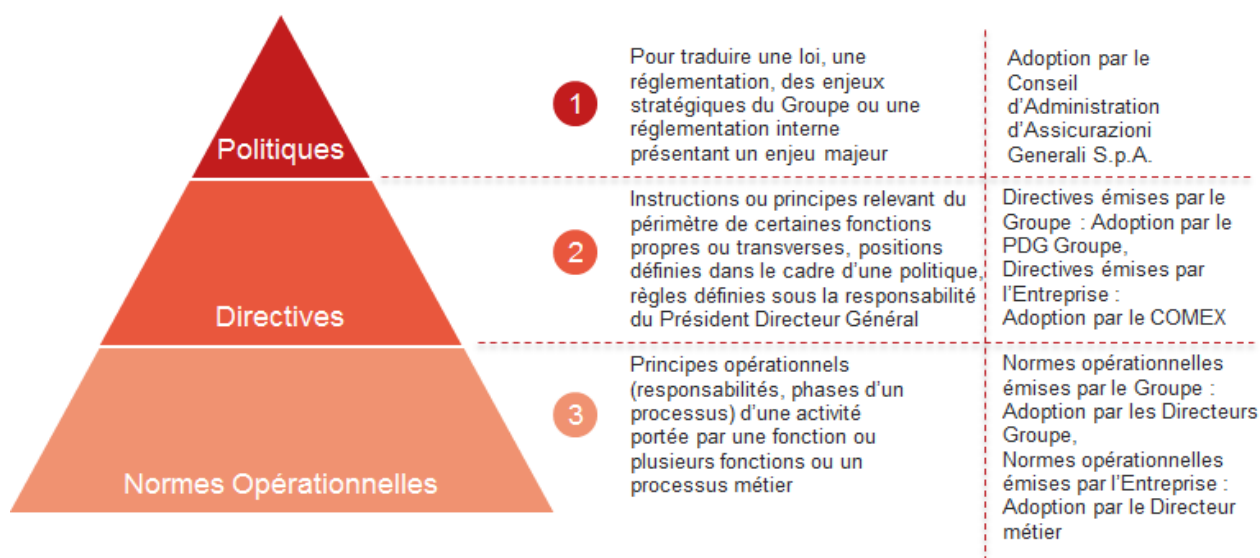 Politiques
1
Pour traduire une loi, une
réglementation, des enjeux
stratégiques du Groupe ou une
réglementation interne
présentant un enjeu majeur
Adoption par le
Conseil
d'Administration
d'Assicurazioni
Generali S.p.A.
Directives
2
Instructions ou principes relevant du
périmètre de certaines fonctions
propres ou transverses, positions
définies dans le cadre d'une politique,
règles définies sous la responsabilité
du Président Directeur Général
Directives émises par le
Groupe : Adoption par le
PDG Groupe,
Directives émises par
l'Entreprise :
Adoption par le COMEX
Normes Opérationnelles
3
Principes opérationnels
(responsabilités, phases d'un
processus) d'une activité
portée par une fonction ou
plusieurs fonctions ou un
processus métier
Normes opérationnelles
émises par le Groupe :
Adoption par les Directeurs
Groupe,
Normes opérationnelles
émises par l'Entreprise :
Adoption par le Directeur
métier